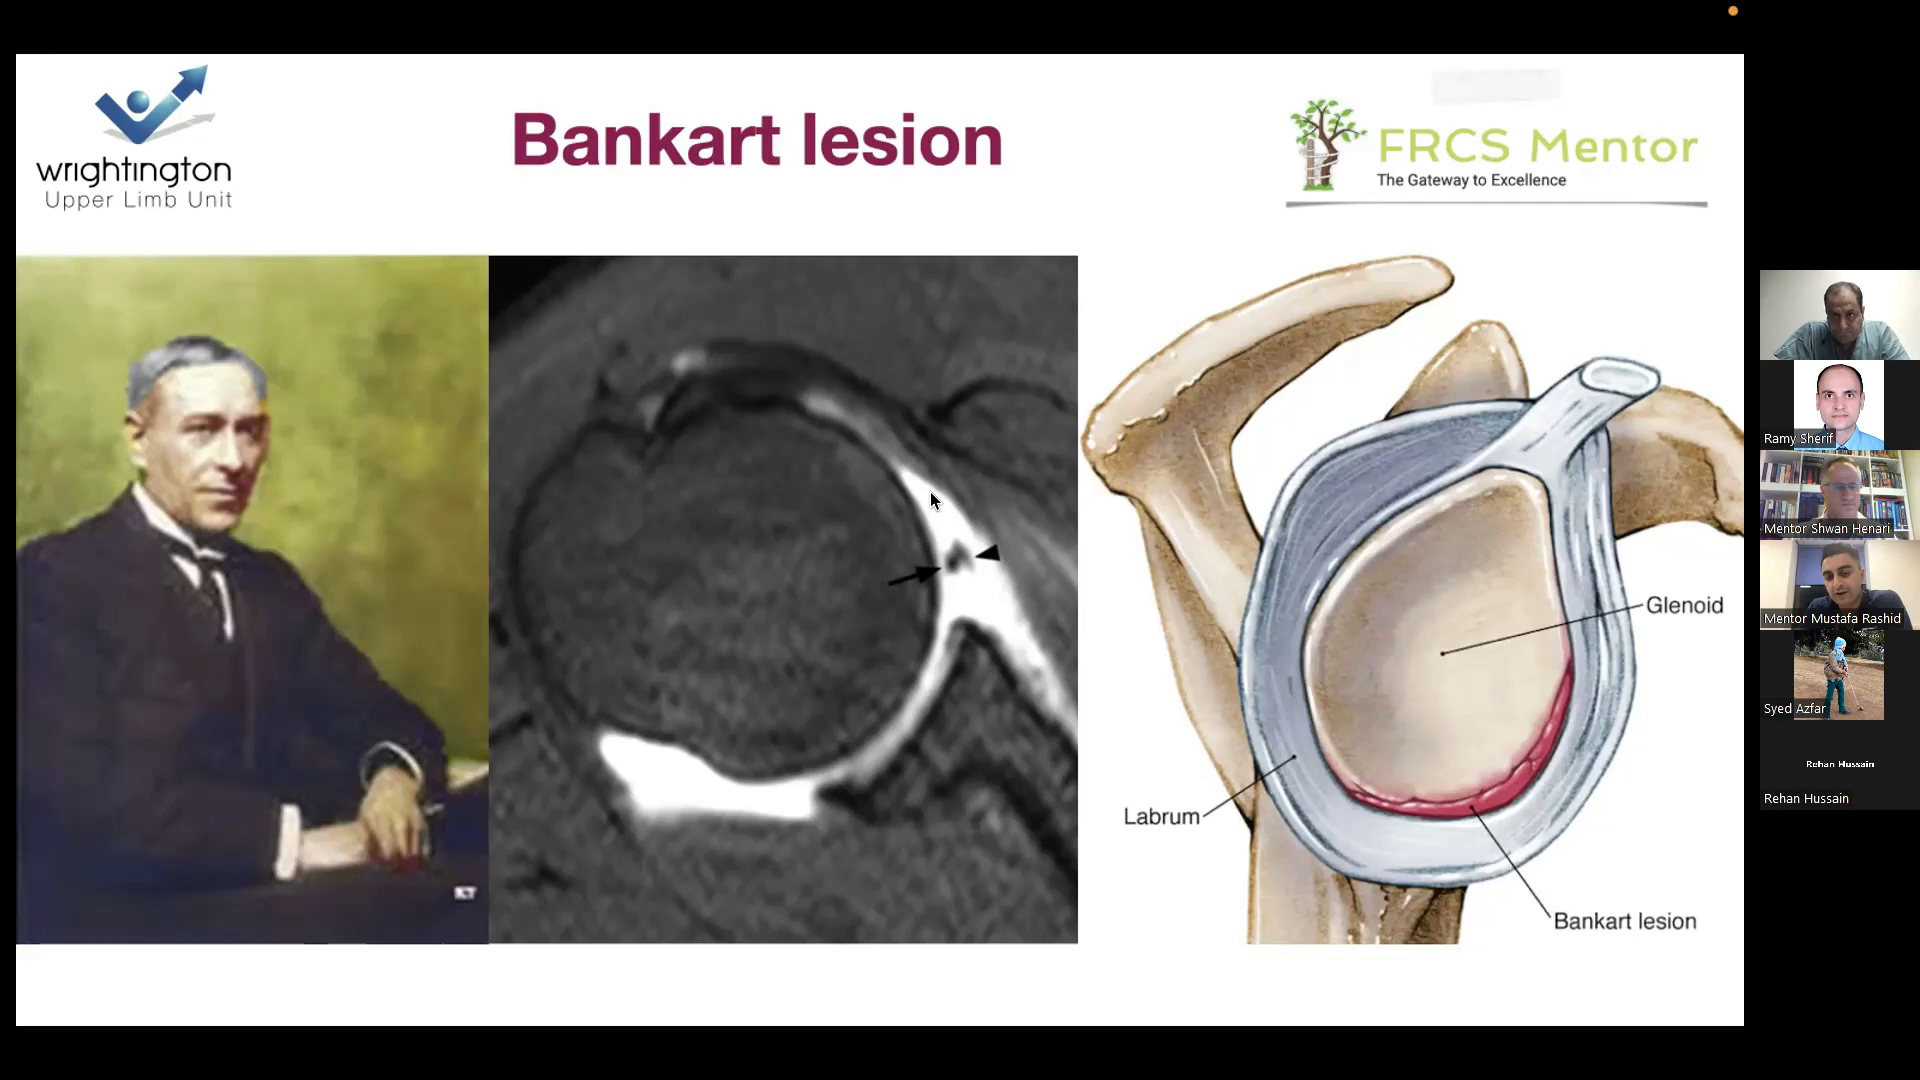 wrightington
Upper Limb Unit
Bankart lesion
FRCS Mentor
The Gateway to Excellence
Glenoid
Labrum
Bankart lesion
Ramy Sherif
Mentor Shwan Henari
Mentor Mustafa Rashid
Syed Azfar
Rehan Hussain
Rehan Hussain